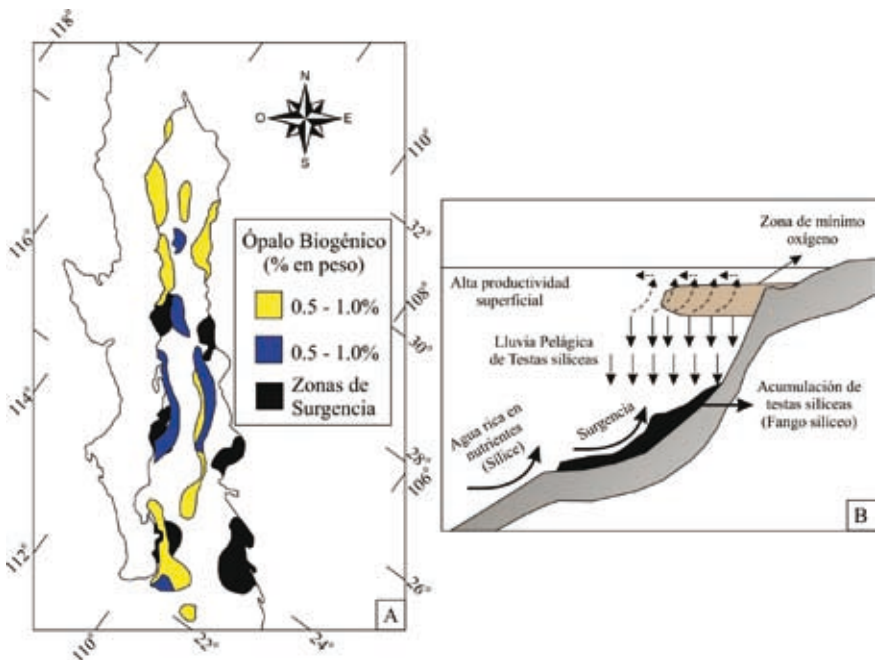 118°
N
O
E
S
110°
116°
32°
Ópalo Biogénico
(% en peso)
0.5 - 1.0%
0.5 - 1.0%
Zonas de
Surgencia
108°
30°
114°
28°
106°
112°
26°
A
110°
22°
24°
Zona de mínimo
oxígeno
Alta productividad
superficial
Lluvia Pelágica
de Testas silíceas
Acumulación de
testas silíceas
(Fango silíceo)
Agua rica en
nutrientes
(Sílice)
Surgencia
B